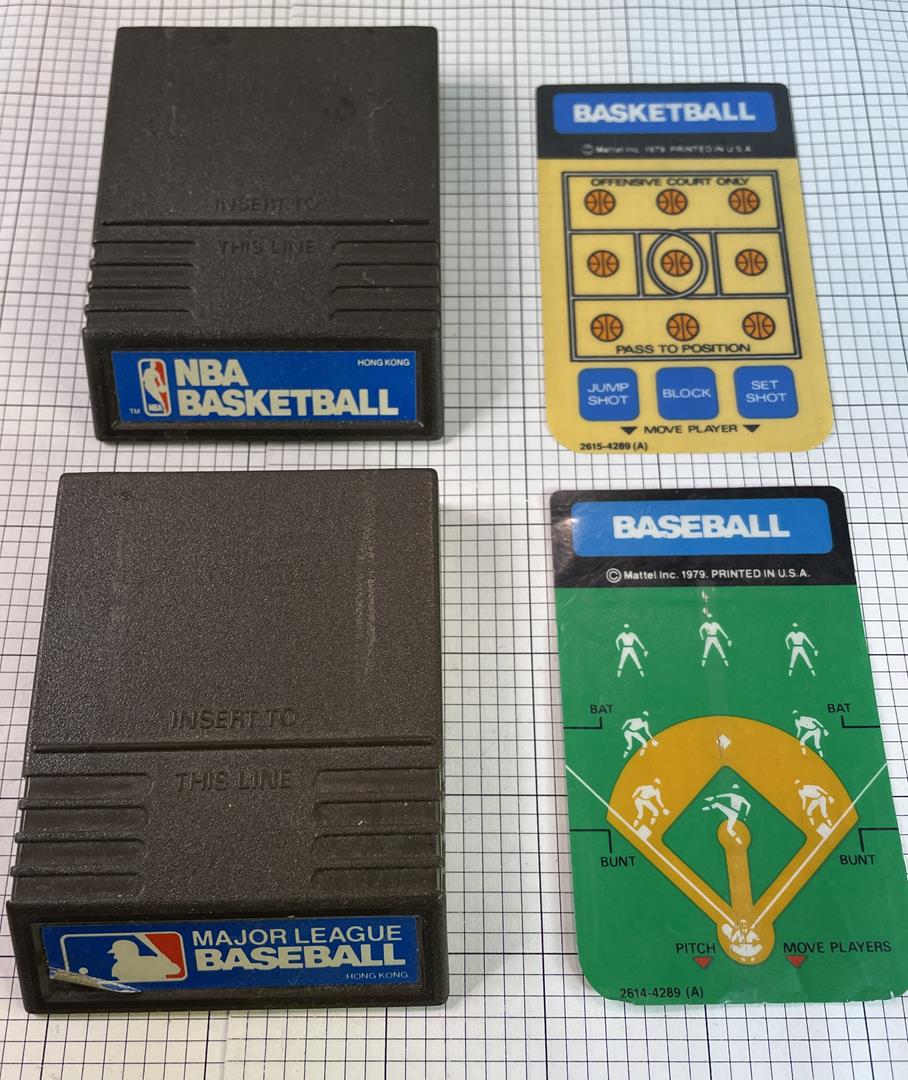 INSERT TO
THIS LINE
NBA
BASKETBALL
HONG KONG
TM
NBA
BASKETBALL
© Mattel Inc. 1979. PRINTED IN U.S.A.
OFFENSIVE COURT ONLY
PASS TO POSITION
JUMP
SHOT
BLOCK
SET
SHOT
MOVE PLAYER
2615-4289 (A)
INSERT TO
THIS LINE
MAJOR LEAGUE
BASEBALL
HONG KONG
BASEBALL
© Mattel Inc. 1979. PRINTED IN U.S.A.
BAT
BAT
BUNT
BUNT
PITCH
MOVE PLAYERS
2614-4289 (A)